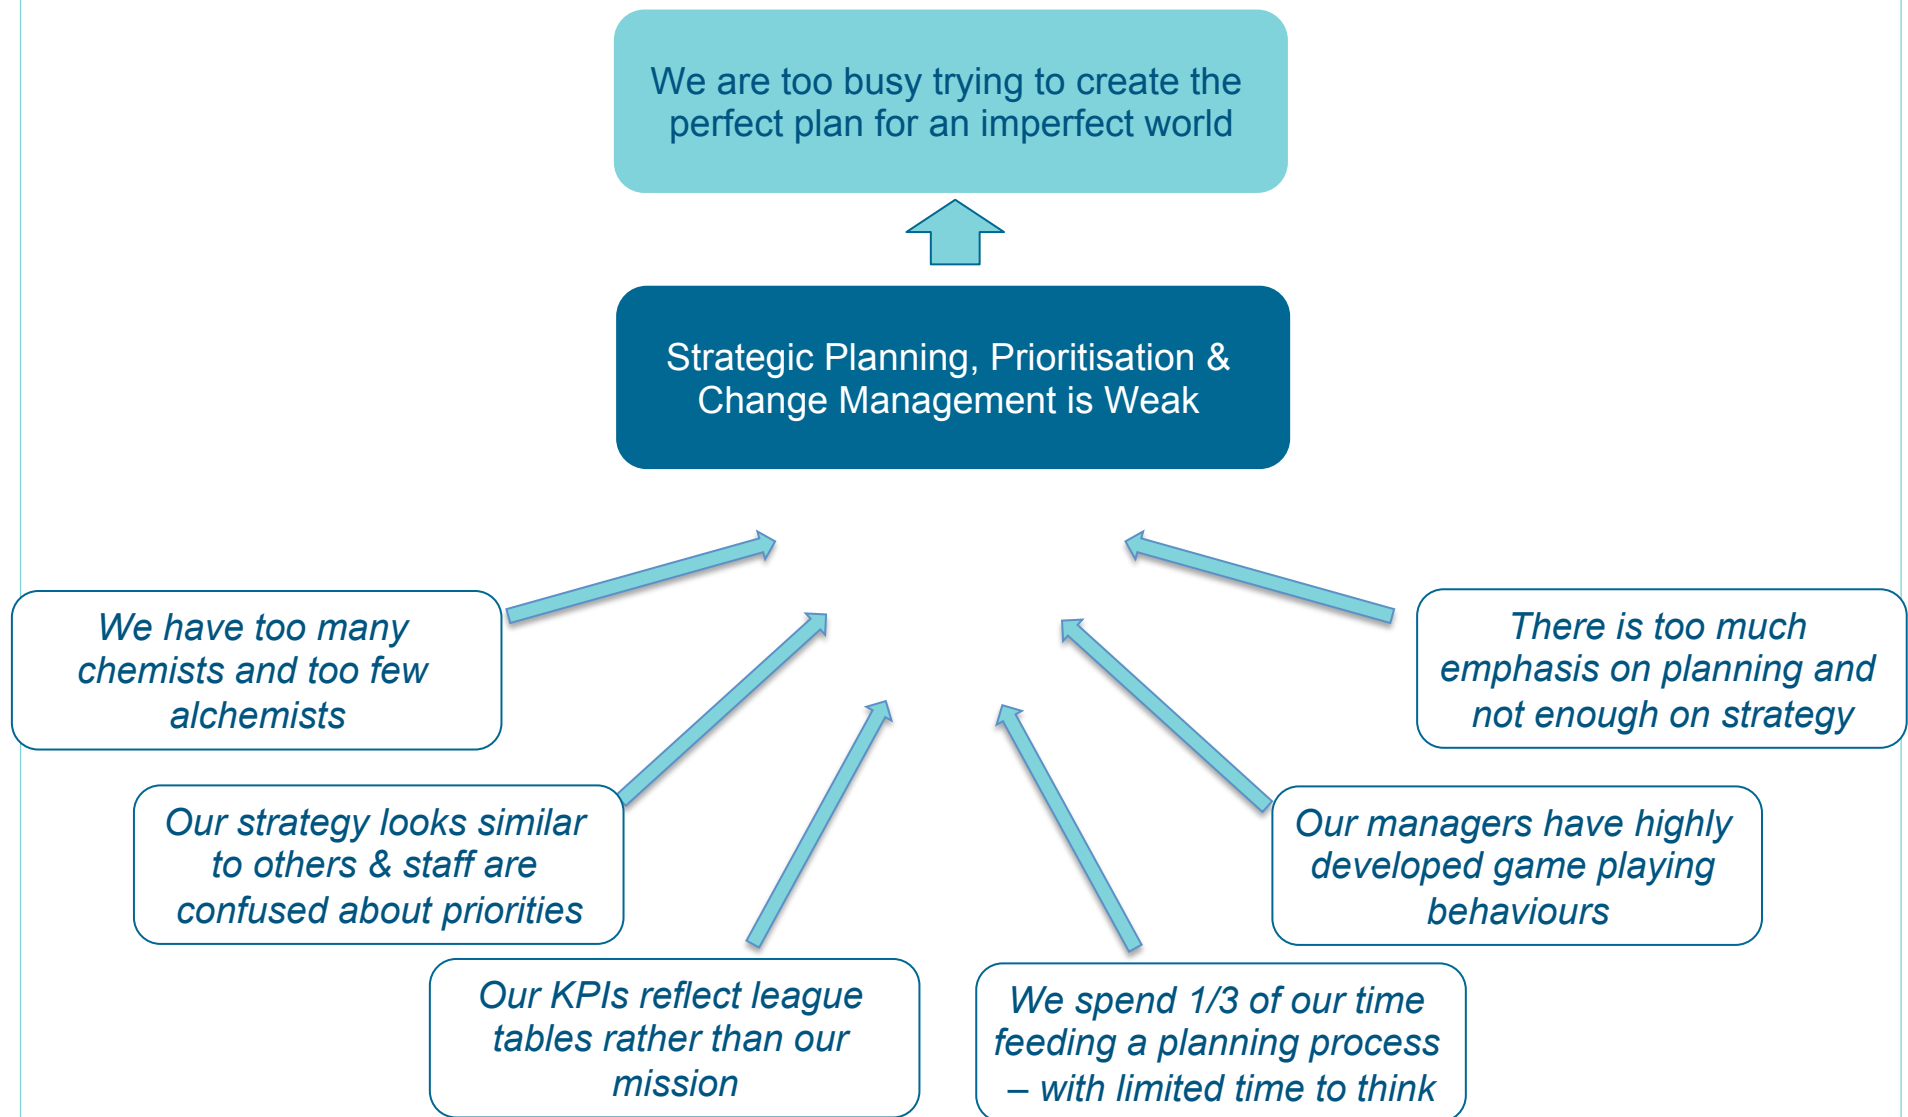 We are too busy trying to create the
perfect plan for an imperfect world
Strategic Planning, Prioritisation &
Change Management is Weak
We have too many
chemists and too few
alchemists
There is too much
emphasis on planning and
not enough on strategy
Our strategy looks similar
to others & staff are
confused about priorities
Our managers have highly
developed game playing
behaviours
Our KPIs reflect league
tables rather than our
mission
We spend 1/3 of our time
feeding a planning process
– with limited time to think